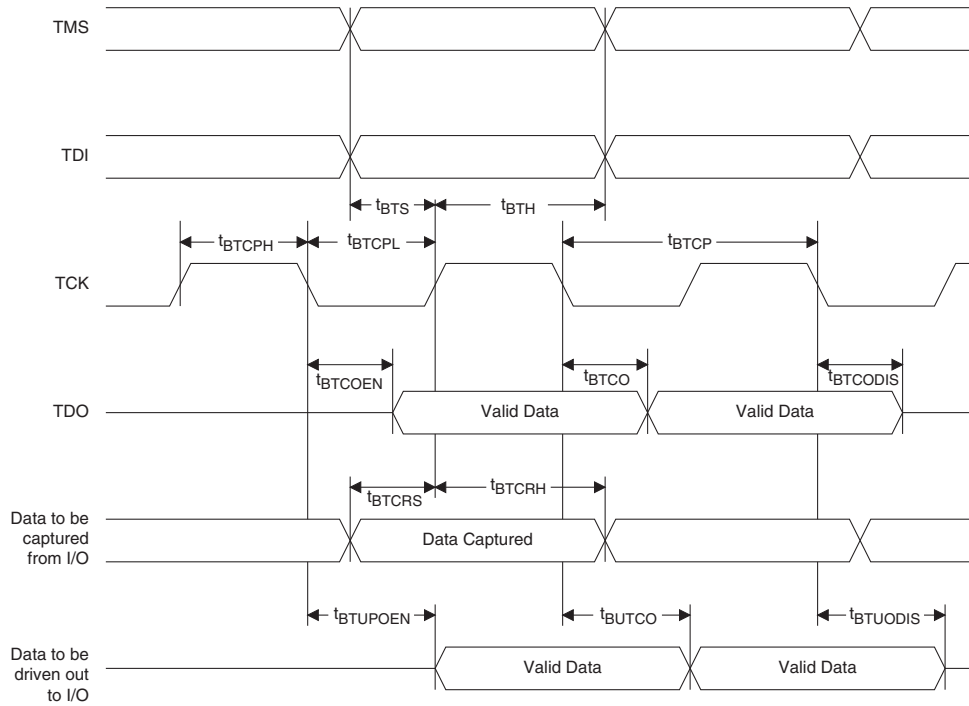 TMS
TDI
tBTS
tBTH
tBTCPH
tBTCPL
tBTCP
TCK
tBTCOEN
tBTCO
tBTCODIS
TDO
Valid Data
Valid Data
tBTCRS
tBTCRH
Data to be
captured
from I/O
Data Captured
tBTUPOEN
tBUTCO
tBTUODIS
Data to be
driven out
to I/O
Valid Data
Valid Data